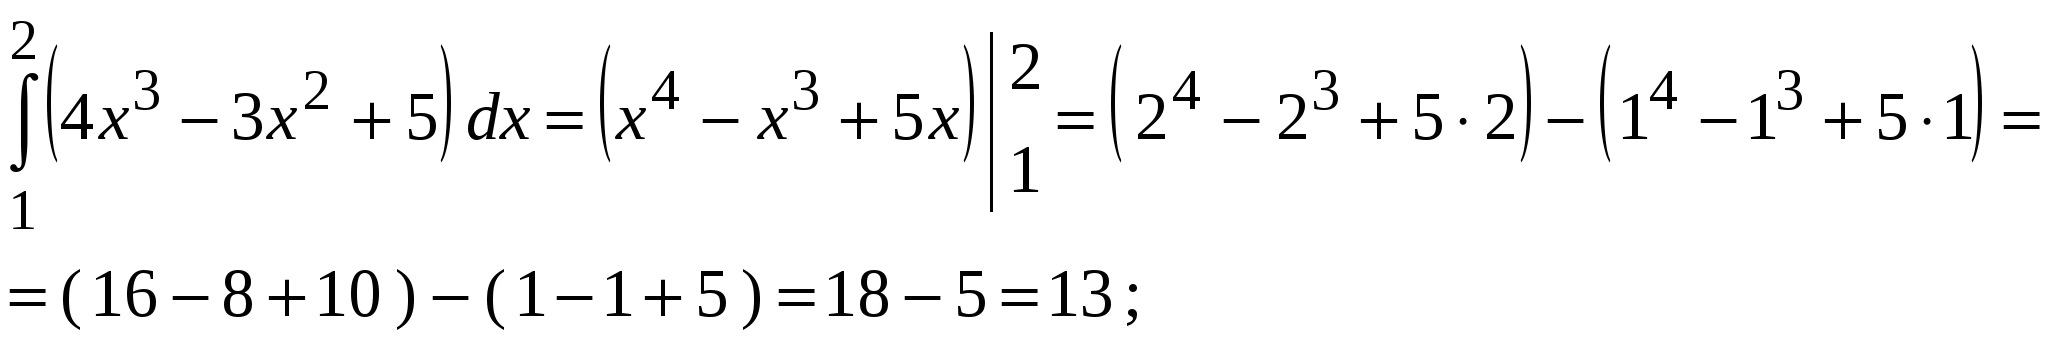 ∫₁² (4x³ − 3x² + 5) dx = (x⁴ − x³ + 5x) |₁² = (2⁴ − 2³ + 5 · 2) − (1⁴ − 1³ + 5 · 1) =
= (16 − 8 + 10) − (1 − 1 + 5) = 18 − 5 = 13 ;